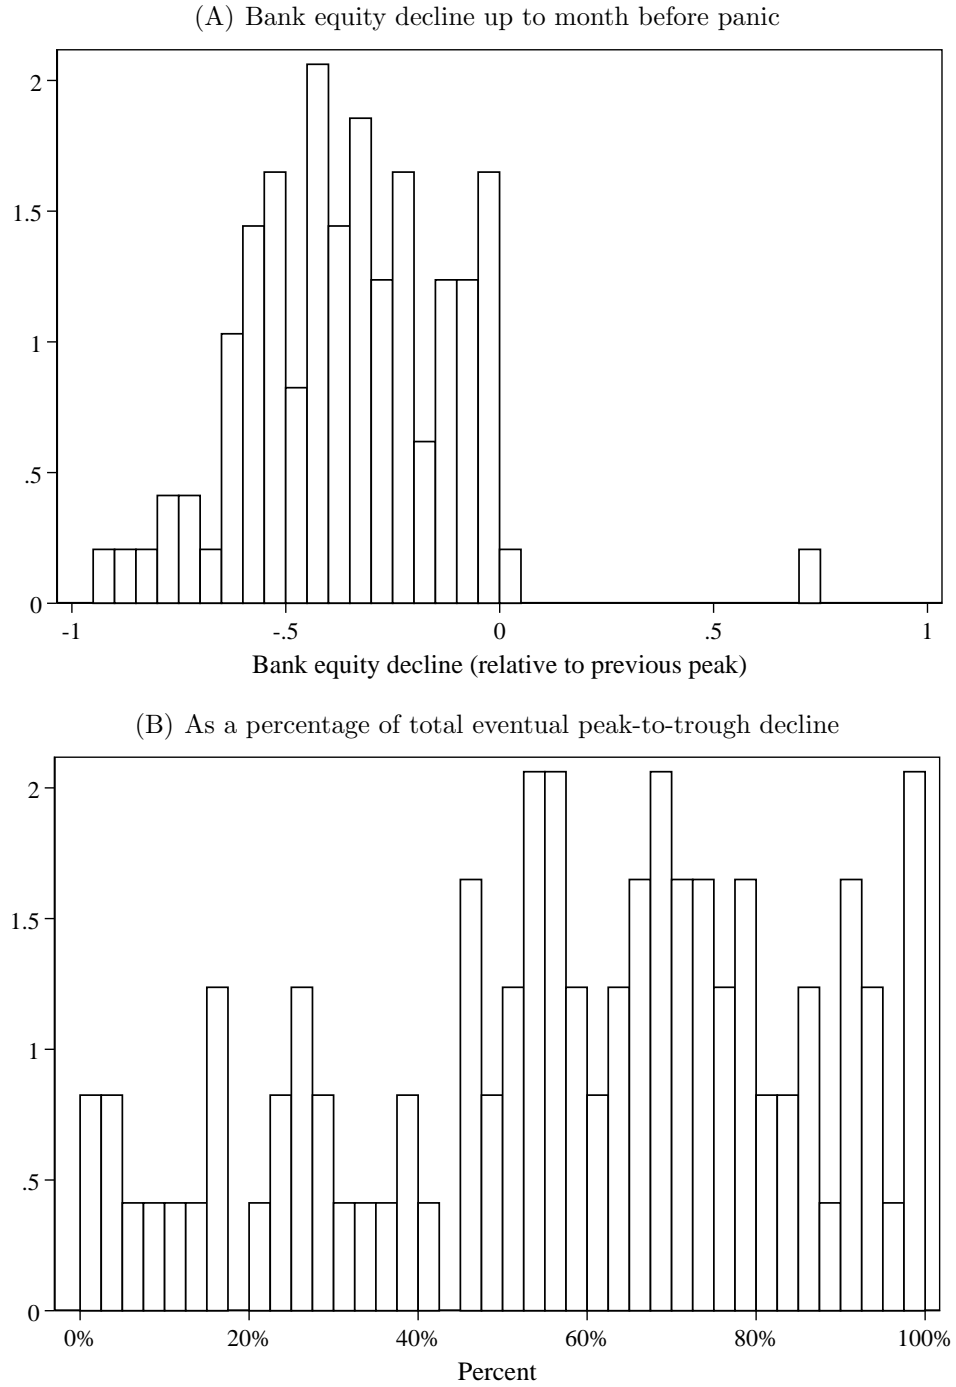 (A) Bank equity decline up to month before panic
2
1.5
1
.5
0
-1 -.5 0 .5 1
Bank equity decline (relative to previous peak)
(B) As a percentage of total eventual peak-to-trough decline
2
1.5
1
.5
0
0% 20% 40% 60% 80% 100%
Percent